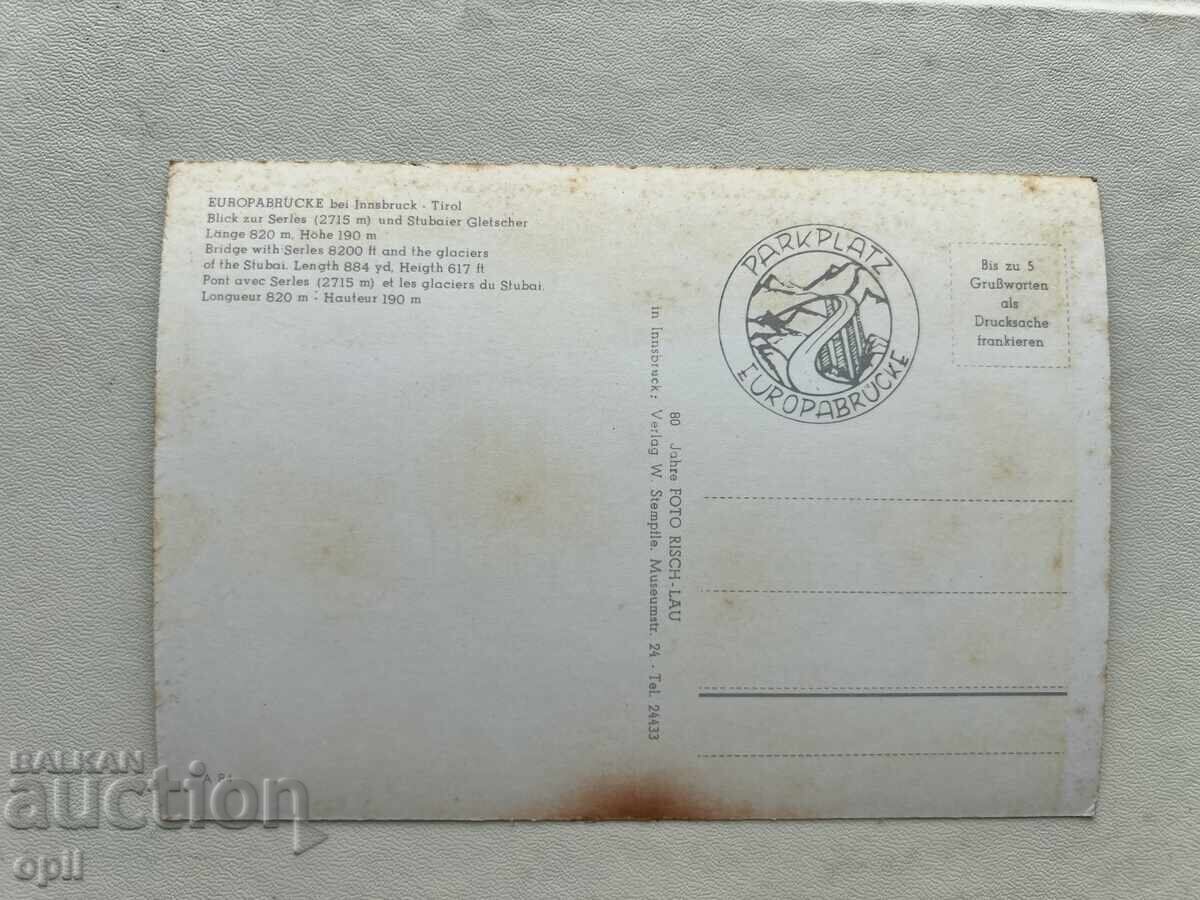 EUROPABRÜCKE bei Innsbruck - Tirol
Blick zur Serles (2715 m) und Stubaier Gletscher
Länge 820 m, Höhe 190 m
Bridge with Serles 8200 ft and the glaciers
of the Stubai. Length 884 yd, Heigth 617 ft
Pont avec Serles (2715 m) et les glaciers du Stubai.
Longueur 820 m - Hauteur 190 m
80 Jahre FOTO RISCH-LAU
in Innsbruck: Verlag W. Stempfle, Museumstr. 24 - Tel. 24433
PARKPLATZ
EUROPABRÜCKE
Bis zu 5
Grußworten
als
Drucksache
frankieren
BALKAN
auction
opll